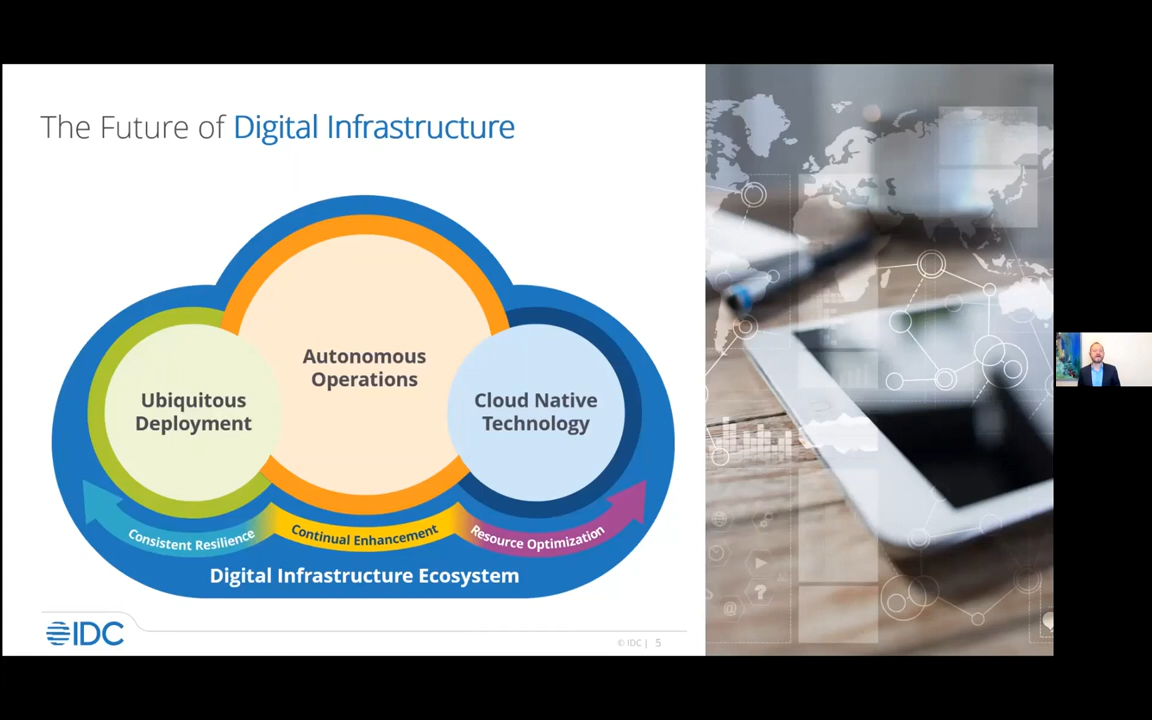 The Future of Digital Infrastructure
Autonomous
Operations
Ubiquitous
Deployment
Cloud Native
Technology
Consistent Resilience
Continual Enhancement
Resource Optimization
Digital Infrastructure Ecosystem
IDC
© IDC | 5